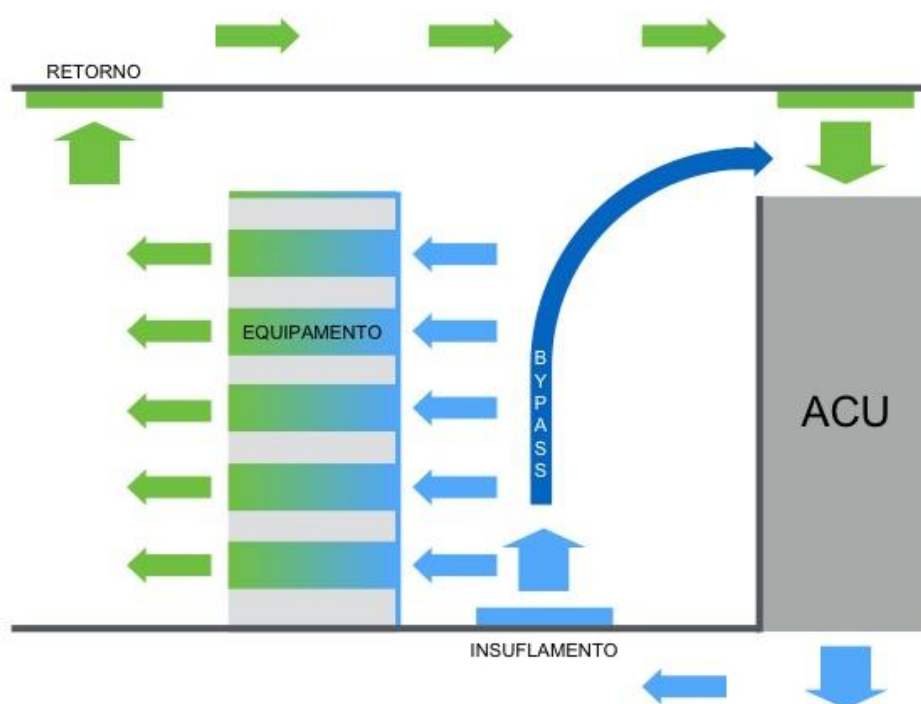 RETORNO
EQUIPAMENTO
BYPASS
ACU
INSUFLAMENTO